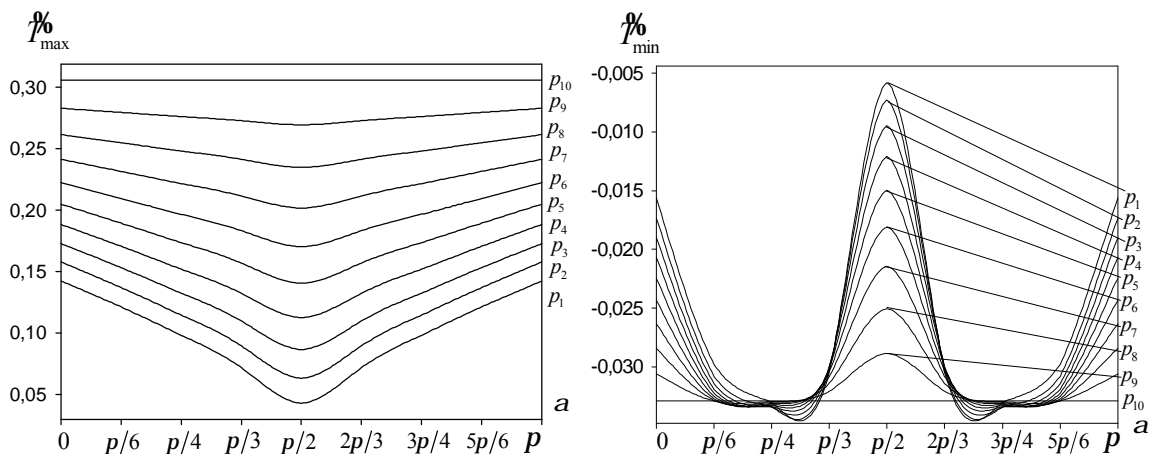 T%max
0,30
0,25
0,20
0,15
0,10
0,05
p10
p9
p8
p7
p6
p5
p4
p3
p2
p1
a
0 p/6 p/4 p/3 p/2 2p/3 3p/4 5p/6 p
T%min
-0,005
-0,010
-0,015
-0,020
-0,025
-0,030
p1
p2
p3
p4
p5
p6
p7
p8
p9
p10
0 p/6 p/4 p/3 p/2 2p/3 3p/4 5p/6 p a